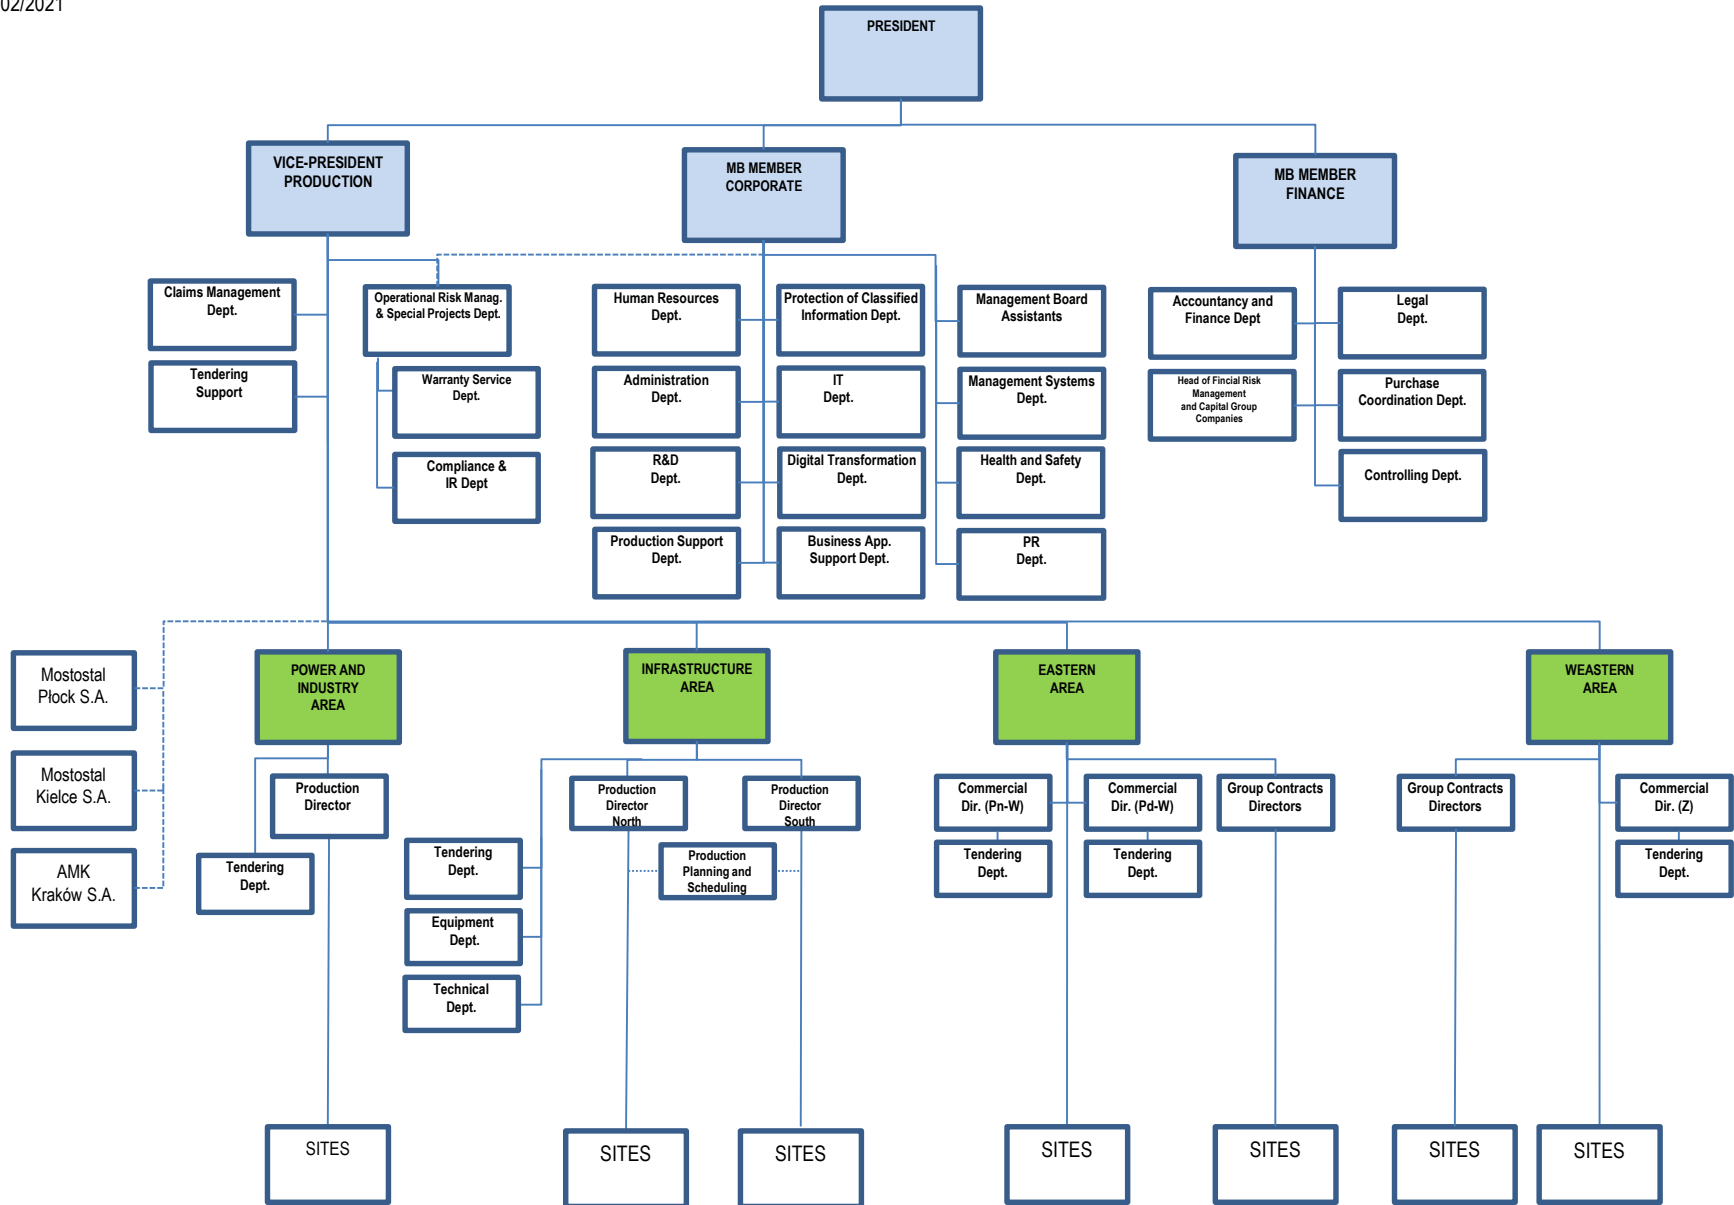 02/2021
PRESIDENT
VICE-PRESIDENT
PRODUCTION
MB MEMBER
CORPORATE
MB MEMBER
FINANCE
Claims Management
Dept.
Operational Risk Manag.
& Special Projects Dept.
Human Resources
Dept.
Protection of Classified
Information Dept.
Management Board
Assistants
Accountancy and
Finance Dept
Legal
Dept.
Tendering
Support
Warranty Service
Dept.
Administration
Dept.
IT
Dept.
Management Systems
Dept.
Head of Fincial Risk
Management
and Capital Group
Companies
Purchase
Coordination Dept.
Compliance &
IR Dept
R&D
Dept.
Digital Transformation
Dept.
Health and Safety
Dept.
Controlling Dept.
Production Support
Dept.
Business App.
Support Dept.
PR
Dept.
Mostostal
Płock S.A.
Mostostal
Kielce S.A.
AMK
Kraków S.A.
POWER AND
INDUSTRY
AREA
INFRASTRUCTURE
AREA
EASTERN
AREA
WEASTERN
AREA
Production
Director
Tendering
Dept.
Production
Director
North
Production
Director
South
Tendering
Dept.
Production
Planning and
Scheduling
Equipment
Dept.
Technical
Dept.
Commercial
Dir. (Pn-W)
Commercial
Dir. (Pd-W)
Group Contracts
Directors
Tendering
Dept.
Tendering
Dept.
Group Contracts
Directors
Commercial
Dir. (Z)
Tendering
Dept.
SITES
SITES
SITES
SITES
SITES
SITES
SITES